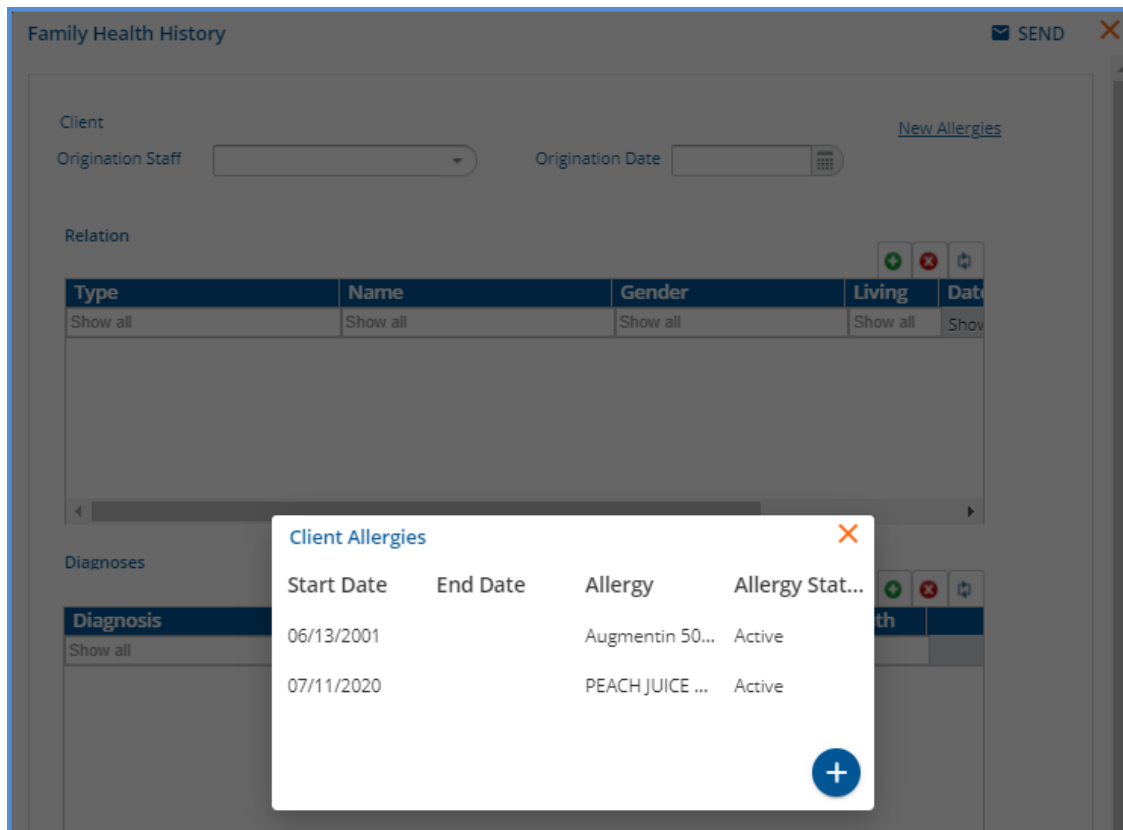 Family Health History SEND
Client New Allergies
Origination Staff Origination Date
Relation
Type Name Gender Living Date
Show all Show all Show all Show all Show
Client Allergies
Diagnoses
Start Date End Date Allergy Allergy Stat...
Diagnosis th
06/13/2001 Augmentin 50... Active
Show all
07/11/2020 PEACH JUICE ... Active